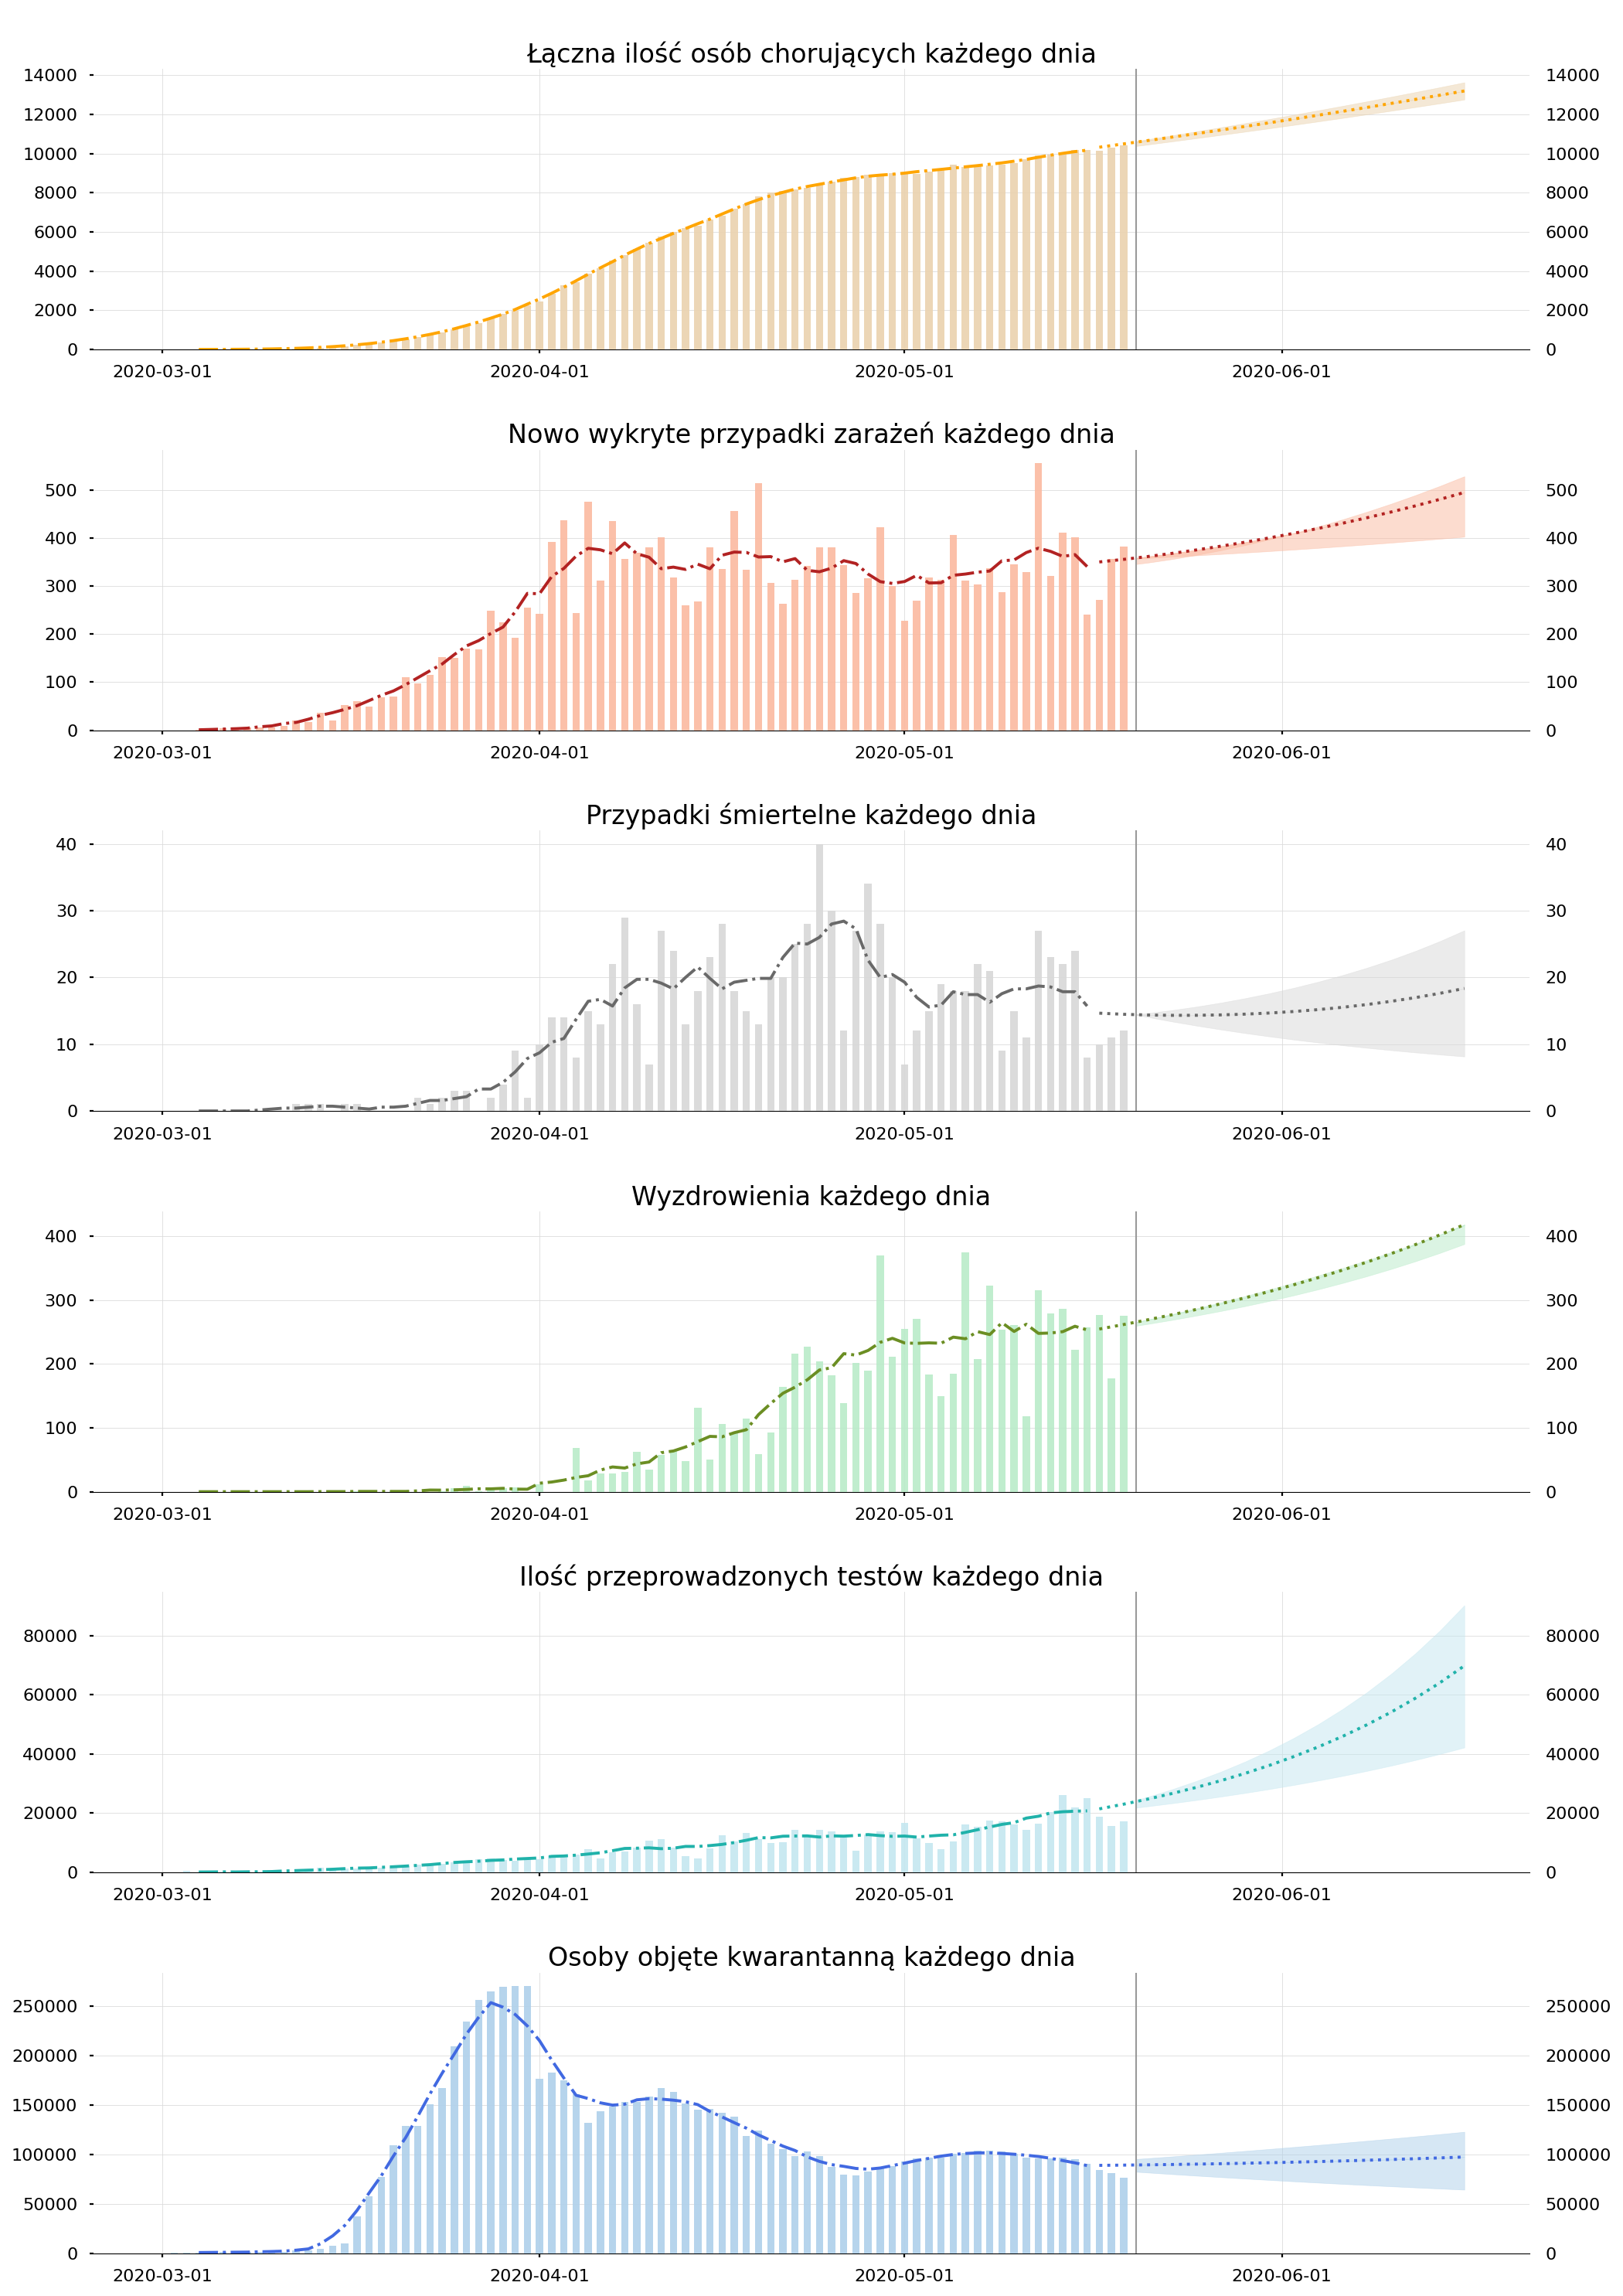 Łączna ilość osób chorujących każdego dnia
14000 14000
12000 12000
10000 10000
8000 8000
6000 6000
4000 4000
2000 2000
0 0
2020-03-01 2020-04-01 2020-05-01 2020-06-01
Nowo wykryte przypadki zarażeń każdego dnia
500 500
400 400
300 300
200 200
100 100
0 0
2020-03-01 2020-04-01 2020-05-01 2020-06-01
Przypadki śmiertelne każdego dnia
40 40
30 30
20 20
10 10
0 0
2020-03-01 2020-04-01 2020-05-01 2020-06-01
Wyzdrowienia każdego dnia
400 400
300 300
200 200
100 100
0 0
2020-03-01 2020-04-01 2020-05-01 2020-06-01
Ilość przeprowadzonych testów każdego dnia
80000 80000
60000 60000
40000 40000
20000 20000
0 0
2020-03-01 2020-04-01 2020-05-01 2020-06-01
Osoby objęte kwarantanną każdego dnia
250000 250000
200000 200000
150000 150000
100000 100000
50000 50000
0 0
2020-03-01 2020-04-01 2020-05-01 2020-06-01